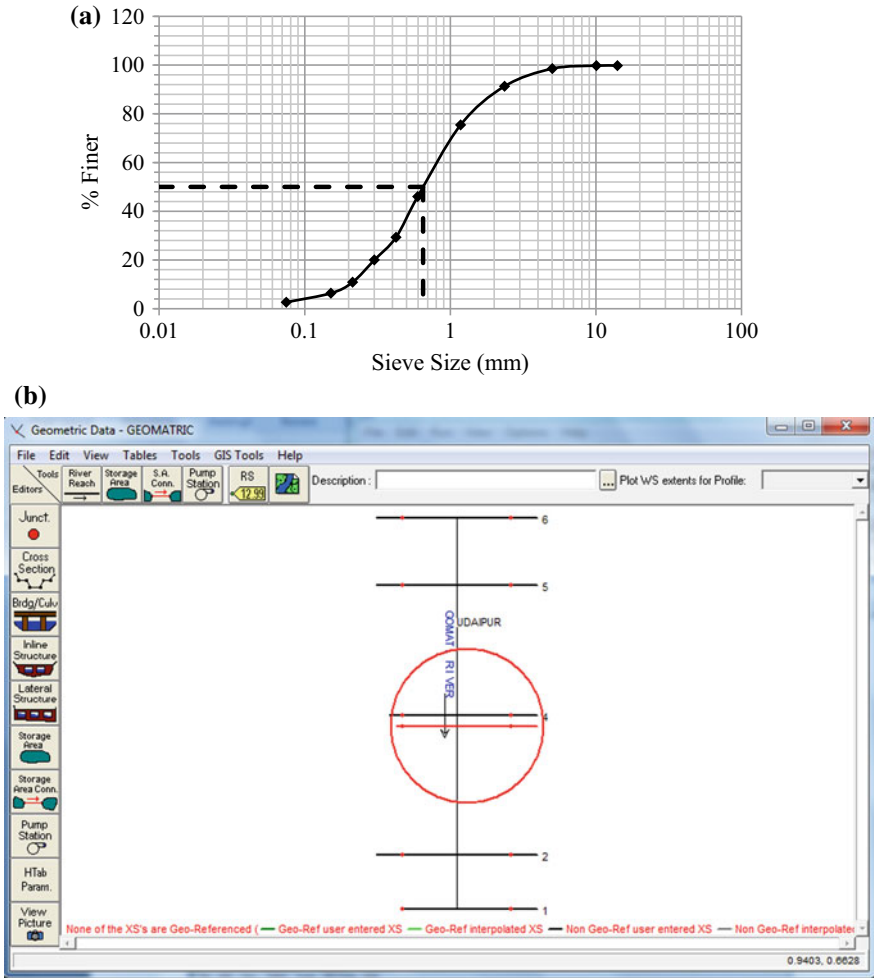 (a)
120
100
80
60
40
20
0
% Finer
0.01 0.1 1 10 100
Sieve Size (mm)
(b)
Geometric Data - GEOMATRIC
File Edit View Tables Tools GIS Tools Help
Tools
Editors
River Reach
Storage Area
S.A. Conn.
Pump Station
RS
12.99
Description :
...
Plot WS extents for Profile:
Junct.
Cross Section
Brdg/Culv
Inline Structure
Lateral Structure
Storage Area
Storage Area Conn.
Pump Station
HTab Param.
View Picture
6
5
UDAIPUR
GOMAT RIVER
4
2
1
None of the XS's are Geo-Referenced ( Geo-Ref user entered XS Geo-Ref interpolated XS Non Geo-Ref user entered XS Non Geo-Ref interpolated
0.9403, 0.6628